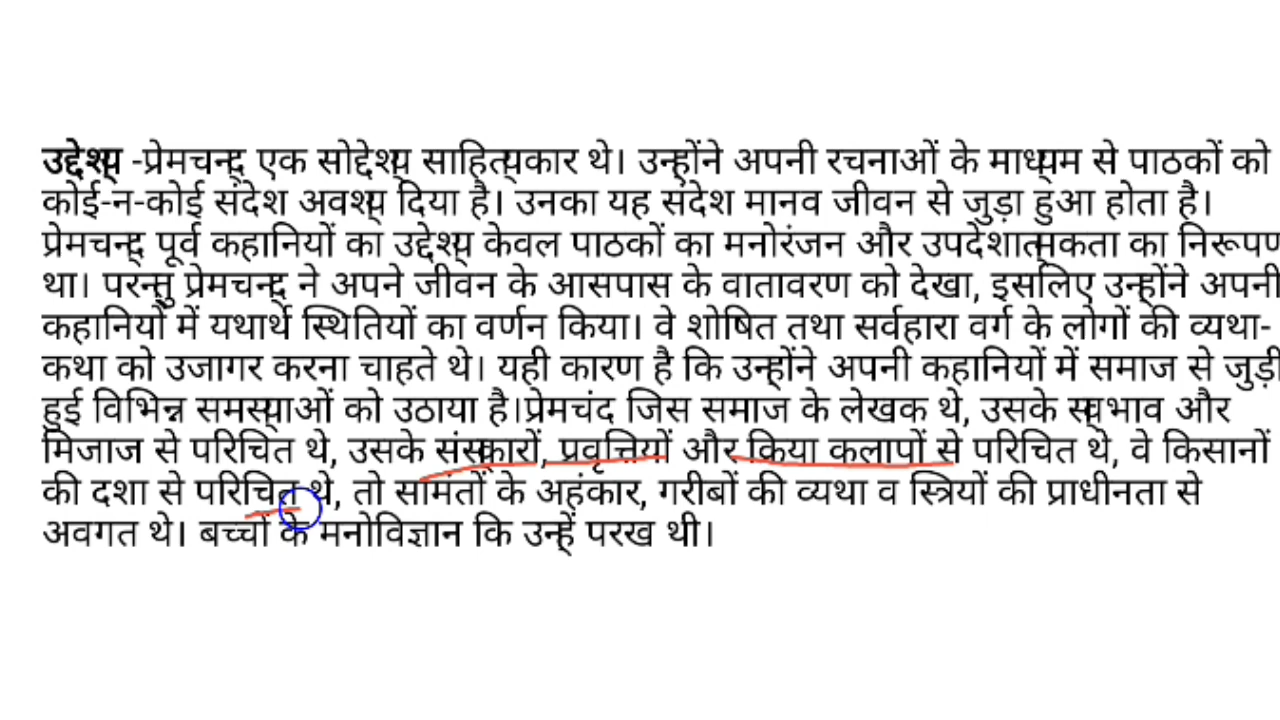 उद्देश्य -प्रेमचन्द एक सोद्देश्य साहित्यकार थे। उन्होंने अपनी रचनाओं के माध्यम से पाठकों को
कोई-न-कोई संदेश अवश्य दिया है। उनका यह संदेश मानव जीवन से जुड़ा हुआ होता है।
प्रेमचन्द पूर्व कहानियों का उद्देश्य केवल पाठकों का मनोरंजन और उपदेशात्मकता का निरूपण
था। परन्तु प्रेमचन्द ने अपने जीवन के आसपास के वातावरण को देखा, इसलिए उन्होंने अपनी
कहानियों में यथार्थ स्थितियों का वर्णन किया। वे शोषित तथा सर्वहारा वर्ग के लोगों की व्यथा-
कथा को उजागर करना चाहते थे। यही कारण है कि उन्होंने अपनी कहानियों में समाज से जुड़ी
हुई विभिन्न समस्याओं को उठाया है।प्रेमचंद जिस समाज के लेखक थे, उसके स्वभाव और
मिजाज से परिचित थे, उसके संस्कारों, प्रवृत्तियों और किया कलापों से परिचित थे, वे किसानों
की दशा से परिचित थे, तो सामंतों के अहंकार, गरीबों की व्यथा व स्त्रियों की प्राधीनता से
अवगत थे। बच्चों के मनोविज्ञान कि उन्हें परख थी।